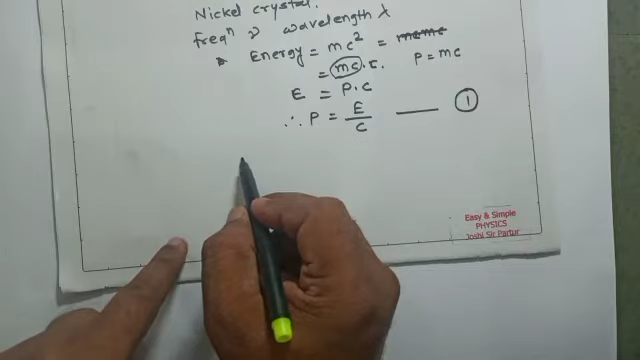 Nickel crystal.
freqⁿ ν wavelength λ
Energy = mc² =
= mc.c. P = mc
E = P.C
∴ P = E/C —— ①
Easy & Simple
PHYSICS
Joshi Sir Partur